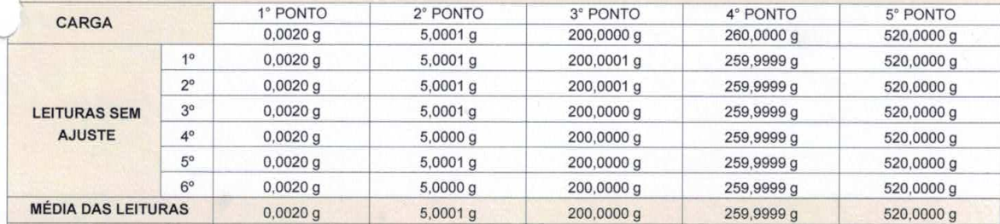 CARGA 1° PONTO 2° PONTO 3° PONTO 4° PONTO 5° PONTO
0,0020 g 5,0001 g 200,0000 g 260,0000 g 520,0000 g
LEITURAS SEM AJUSTE
1º 0,0020 g 5,0001 g 200,0001 g 259,9999 g 520,0000 g
2º 0,0020 g 5,0001 g 200,0001 g 259,9999 g 520,0000 g
3º 0,0020 g 5,0001 g 200,0000 g 259,9999 g 520,0000 g
4º 0,0020 g 5,0000 g 200,0000 g 259,9999 g 520,0000 g
5º 0,0020 g 5,0001 g 200,0000 g 259,9999 g 520,0000 g
6º 0,0020 g 5,0000 g 200,0000 g 259,9999 g 520,0000 g
MÉDIA DAS LEITURAS 0,0020 g 5,0001 g 200,0000 g 259,9999 g 520,0000 g